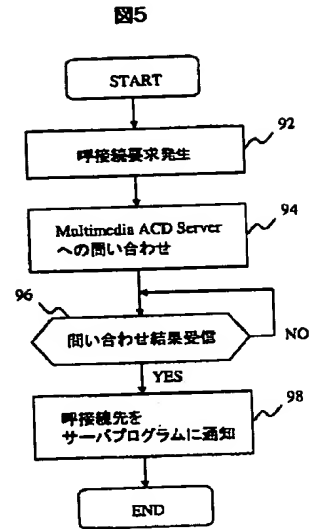 図5
START
92
呼接続要求発生
94
Multimedia ACD Server
への問い合わせ
96
問い合わせ結果受信
NO
YES
98
呼接続先を
サーバプログラムに通知
END